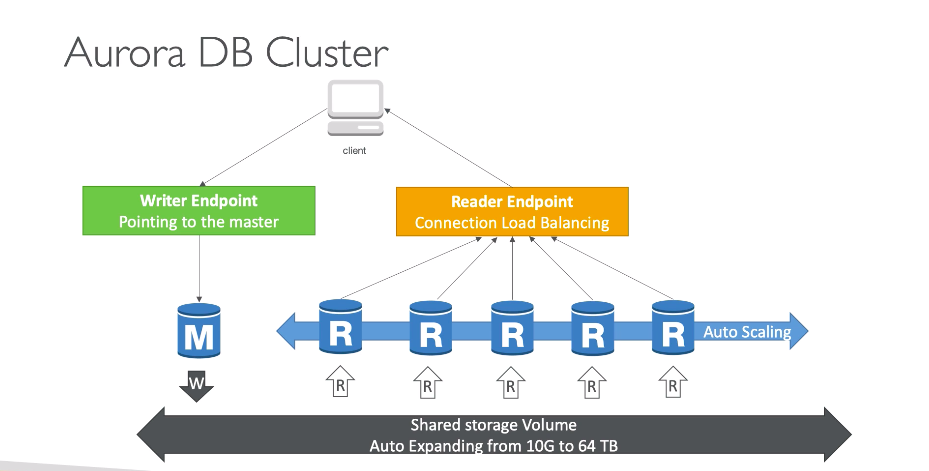 Aurora DB Cluster
client
Writer Endpoint
Pointing to the master
Reader Endpoint
Connection Load Balancing
M
R
R
R
R
R
Auto Scaling
W
R
R
R
R
R
Shared storage Volume
Auto Expanding from 10G to 64 TB